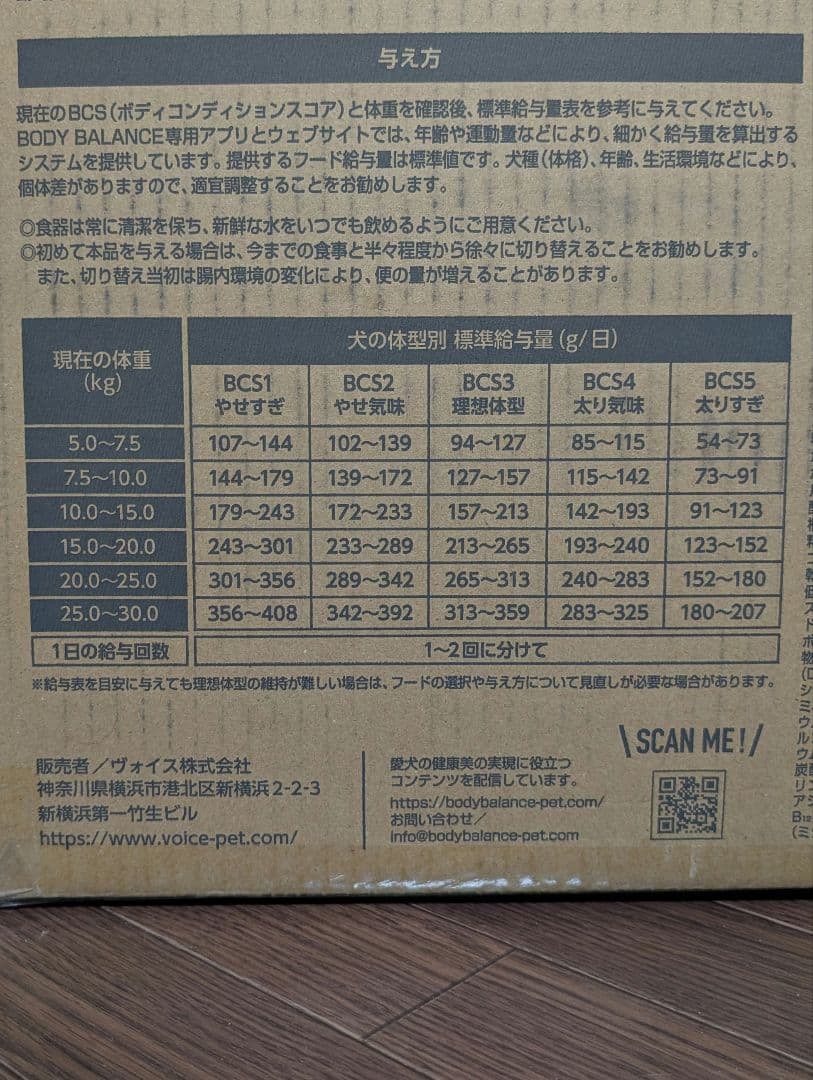 与え方
現在のBCS(ボディコンディションスコア)と体重を確認後、標準給与量表を参考に与えてください。
BODY BALANCE専用アプリとウェブサイトでは、年齢や運動量などにより、細かく給与量を算出する
システムを提供しています。提供するフード給与量は標準値です。犬種(体格)、年齢、生活環境などにより、
個体差がありますので、適宜調整することをお勧めします。
◎食器は常に清潔を保ち、新鮮な水をいつでも飲めるようにご用意ください。
◎初めて本品を与える場合は、今までの食事と半々程度から徐々に切り替えることをお勧めします。
また、切り替え当初は腸内環境の変化により、便の量が増えることがあります。
現在の体重(kg) 犬の体型別 標準給与量(g/日)
BCS1 BCS2 BCS3 BCS4 BCS5
やせすぎ やせ気味 理想体型 太り気味 太りすぎ
5.0〜7.5 107〜144 102〜139 94〜127 85〜115 54〜73
7.5〜10.0 144〜179 139〜172 127〜157 115〜142 73〜91
10.0〜15.0 179〜243 172〜233 157〜213 142〜193 91〜123
15.0〜20.0 243〜301 233〜289 213〜265 193〜240 123〜152
20.0〜25.0 301〜356 289〜342 265〜313 240〜283 152〜180
25.0〜30.0 356〜408 342〜392 313〜359 283〜325 180〜207
1日の給与回数 1〜2回に分けて
※給与表を目安に与えても理想体型の維持が難しい場合は、フードの選択や与え方について見直しが必要な場合があります。
販売者/ヴォイス株式会社
神奈川県横浜市港北区新横浜2-2-3
新横浜第一竹生ビル
https://www.voice-pet.com/
愛犬の健康美の実現に役立つ
コンテンツを配信しています。
https://bodybalance-pet.com/
お問い合わせ/
info@bodybalance-pet.com
\SCAN ME!/